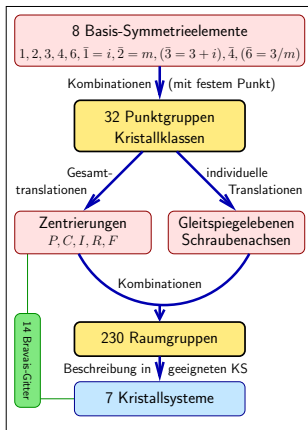 8 Basis-Symmetrieelemente
1, 2, 3, 4, 6, 1̄ = i, 2̄ = m, (3̄ = 3 + i), 4̄, (6̄ = 3/m)
Kombinationen (mit festem Punkt)
32 Punktgruppen
Kristallklassen
Gesamt-
translationen
individuelle
Translationen
Zentrierungen
P, C, I, R, F
Gleitspiegelebenen
Schraubenachsen
Kombinationen
14 Bravais-Gitter
230 Raumgruppen
Beschreibung in geeigneten KS
7 Kristallsysteme